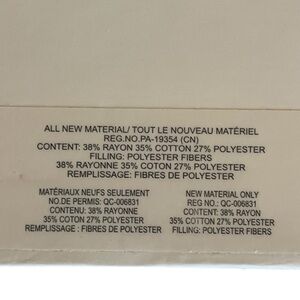 ALL NEW MATERIAL/ TOUT LE NOUVEAU MATÉRIEL
REG.NO.PA-19354 (CN)
CONTENT: 38% RAYON 35% COTTON 27% POLYESTER
FILLING: POLYESTER FIBERS
38% RAYONNE 35% COTON 27% POLYESTER
REMPLISSAGE: FIBRES DE POLYESTER
MATÉRIAUX NEUFS SEULEMENT
NO.DE PERMIS: QC-006831
CONTENU: 38% RAYONNE
35% COTON 27% POLYESTER
REMPLISSAGE : FIBRES DE POLYESTER
NEW MATERIAL ONLY
REG NO.: QC-006831
CONTENT: 38% RAYON
35% COTTON 27% POLYESTER
FILLING: POLYESTER FIBERS